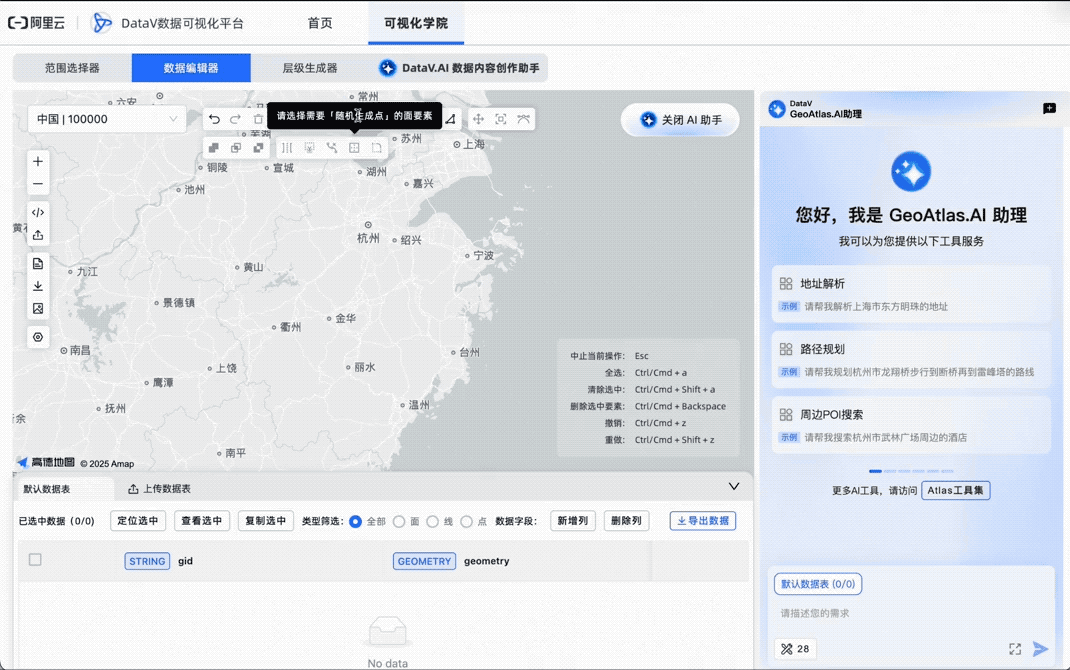 阿里云
DataV数据可视化平台
首页
可视化学院
范围选择器
数据编辑器
层级生成器
DataV.AI 数据内容创作助手
中国 | 100000
请选择需要「随机生成点」的面要素
关闭 AI 助手
六安
常州
芜湖
苏州
上海
铜陵
宣城
湖州
池州
嘉兴
杭州
绍兴
宁波
黄山
九江
景德镇
衢州
金华
台州
南昌
上饶
丽水
鹰潭
温州
抚州
南平
中止当前操作: Esc
全选: Ctrl/Cmd + a
清除选中: Ctrl/Cmd + Shift + a
删除选中要素: Ctrl/Cmd + Backspace
撤销: Ctrl/Cmd + z
重做: Ctrl/Cmd + Shift + z
高德地图 © 2025 Amap
默认数据表
上传数据表
已选中数据 (0/0)
定位选中
查看选中
复制选中
类型筛选:
全部
面
线
点
数据字段:
新增列
删除列
导出数据
STRING gid
GEOMETRY geometry
No data
DataV
GeoAtlas.AI助理
您好，我是 GeoAtlas.AI 助理
我可以为您提供以下工具服务
地址解析
示例 请帮我解析上海市东方明珠的地址
路径规划
示例 请帮我规划杭州市龙翔桥步行到断桥再到雷峰塔的路线
周边POI搜索
示例 请帮我搜索杭州市武林广场周边的酒店
更多AI工具，请访问 Atlas工具集
默认数据表 (0/0)
请描述您的需求
28